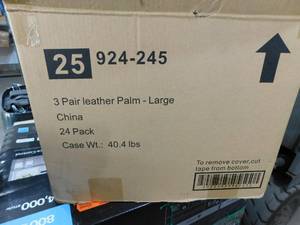 25 924-245
3 Pair leather Palm - Large
China
24 Pack
Case Wt.: 40.4 lbs
To remove cover,cut
tape from bottom
4,000
800